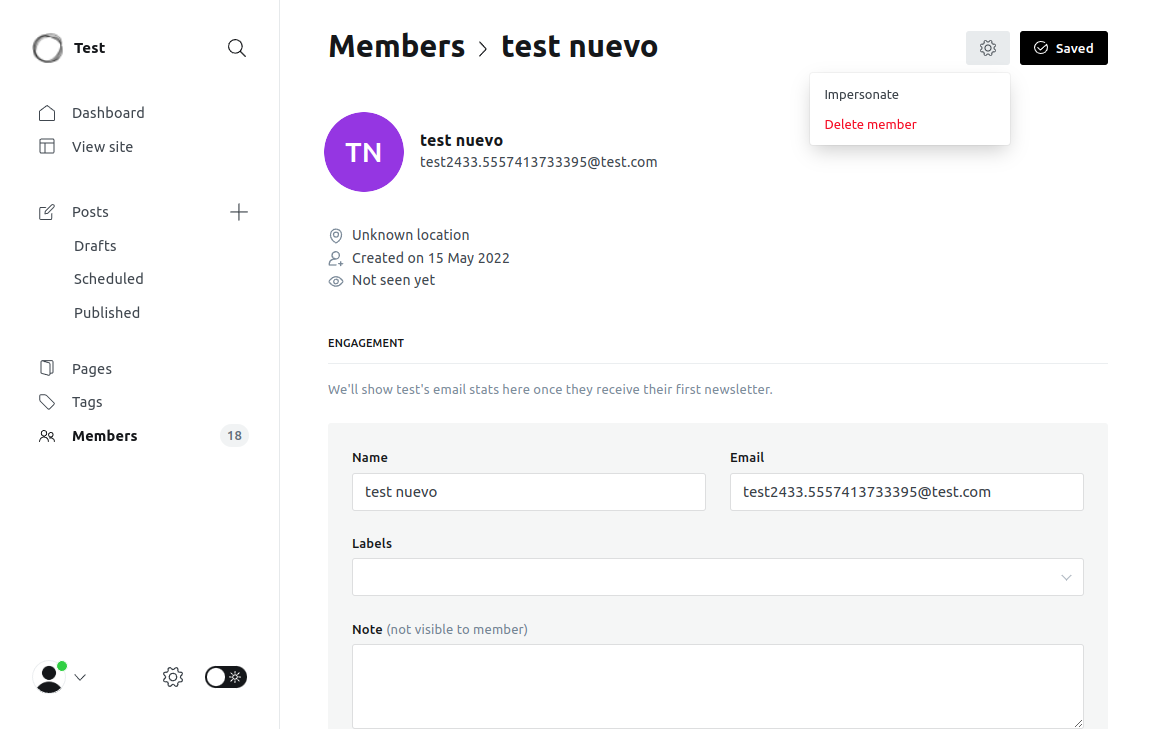 Test
Dashboard
View site
Posts
Drafts
Scheduled
Published
Pages
Tags
Members 18
Members > test nuevo
Saved
Impersonate
Delete member
TN
test nuevo
test2433.5557413733395@test.com
Unknown location
Created on 15 May 2022
Not seen yet
ENGAGEMENT
We'll show test's email stats here once they receive their first newsletter.
Name
test nuevo
Email
test2433.5557413733395@test.com
Labels
Note (not visible to member)